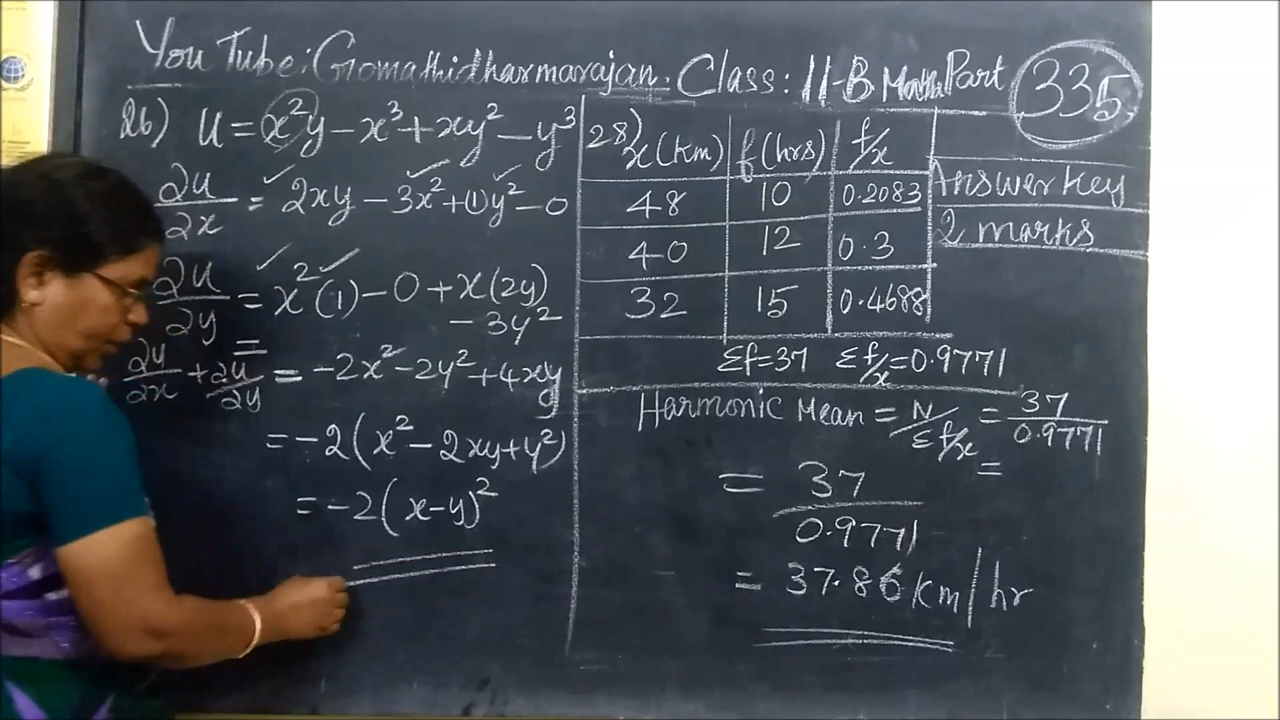 YouTube: Gomathidharmarajan. Class: 11-B Math. Part 335
26) u = x²y - x³ + xy² - y³
∂u/∂x = 2xy - 3x² + (1)y² - 0
∂u/∂y = x²(1) - 0 + x(2y)
- 3y²
=
∂u/∂x + ∂u/∂y = -2x² - 2y² + 4xy
= -2(x² - 2xy + y²)
= -2(x-y)²
28) x(km) f(hrs) f/x
48 10 0.2083
40 12 0.3
32 15 0.4688
Σf=37 Σf/x=0.9771
Answer Key
2 marks
Harmonic Mean = N/Σf/x = 37/0.9771
=
= 37/0.9771
= 37.86 km/hr